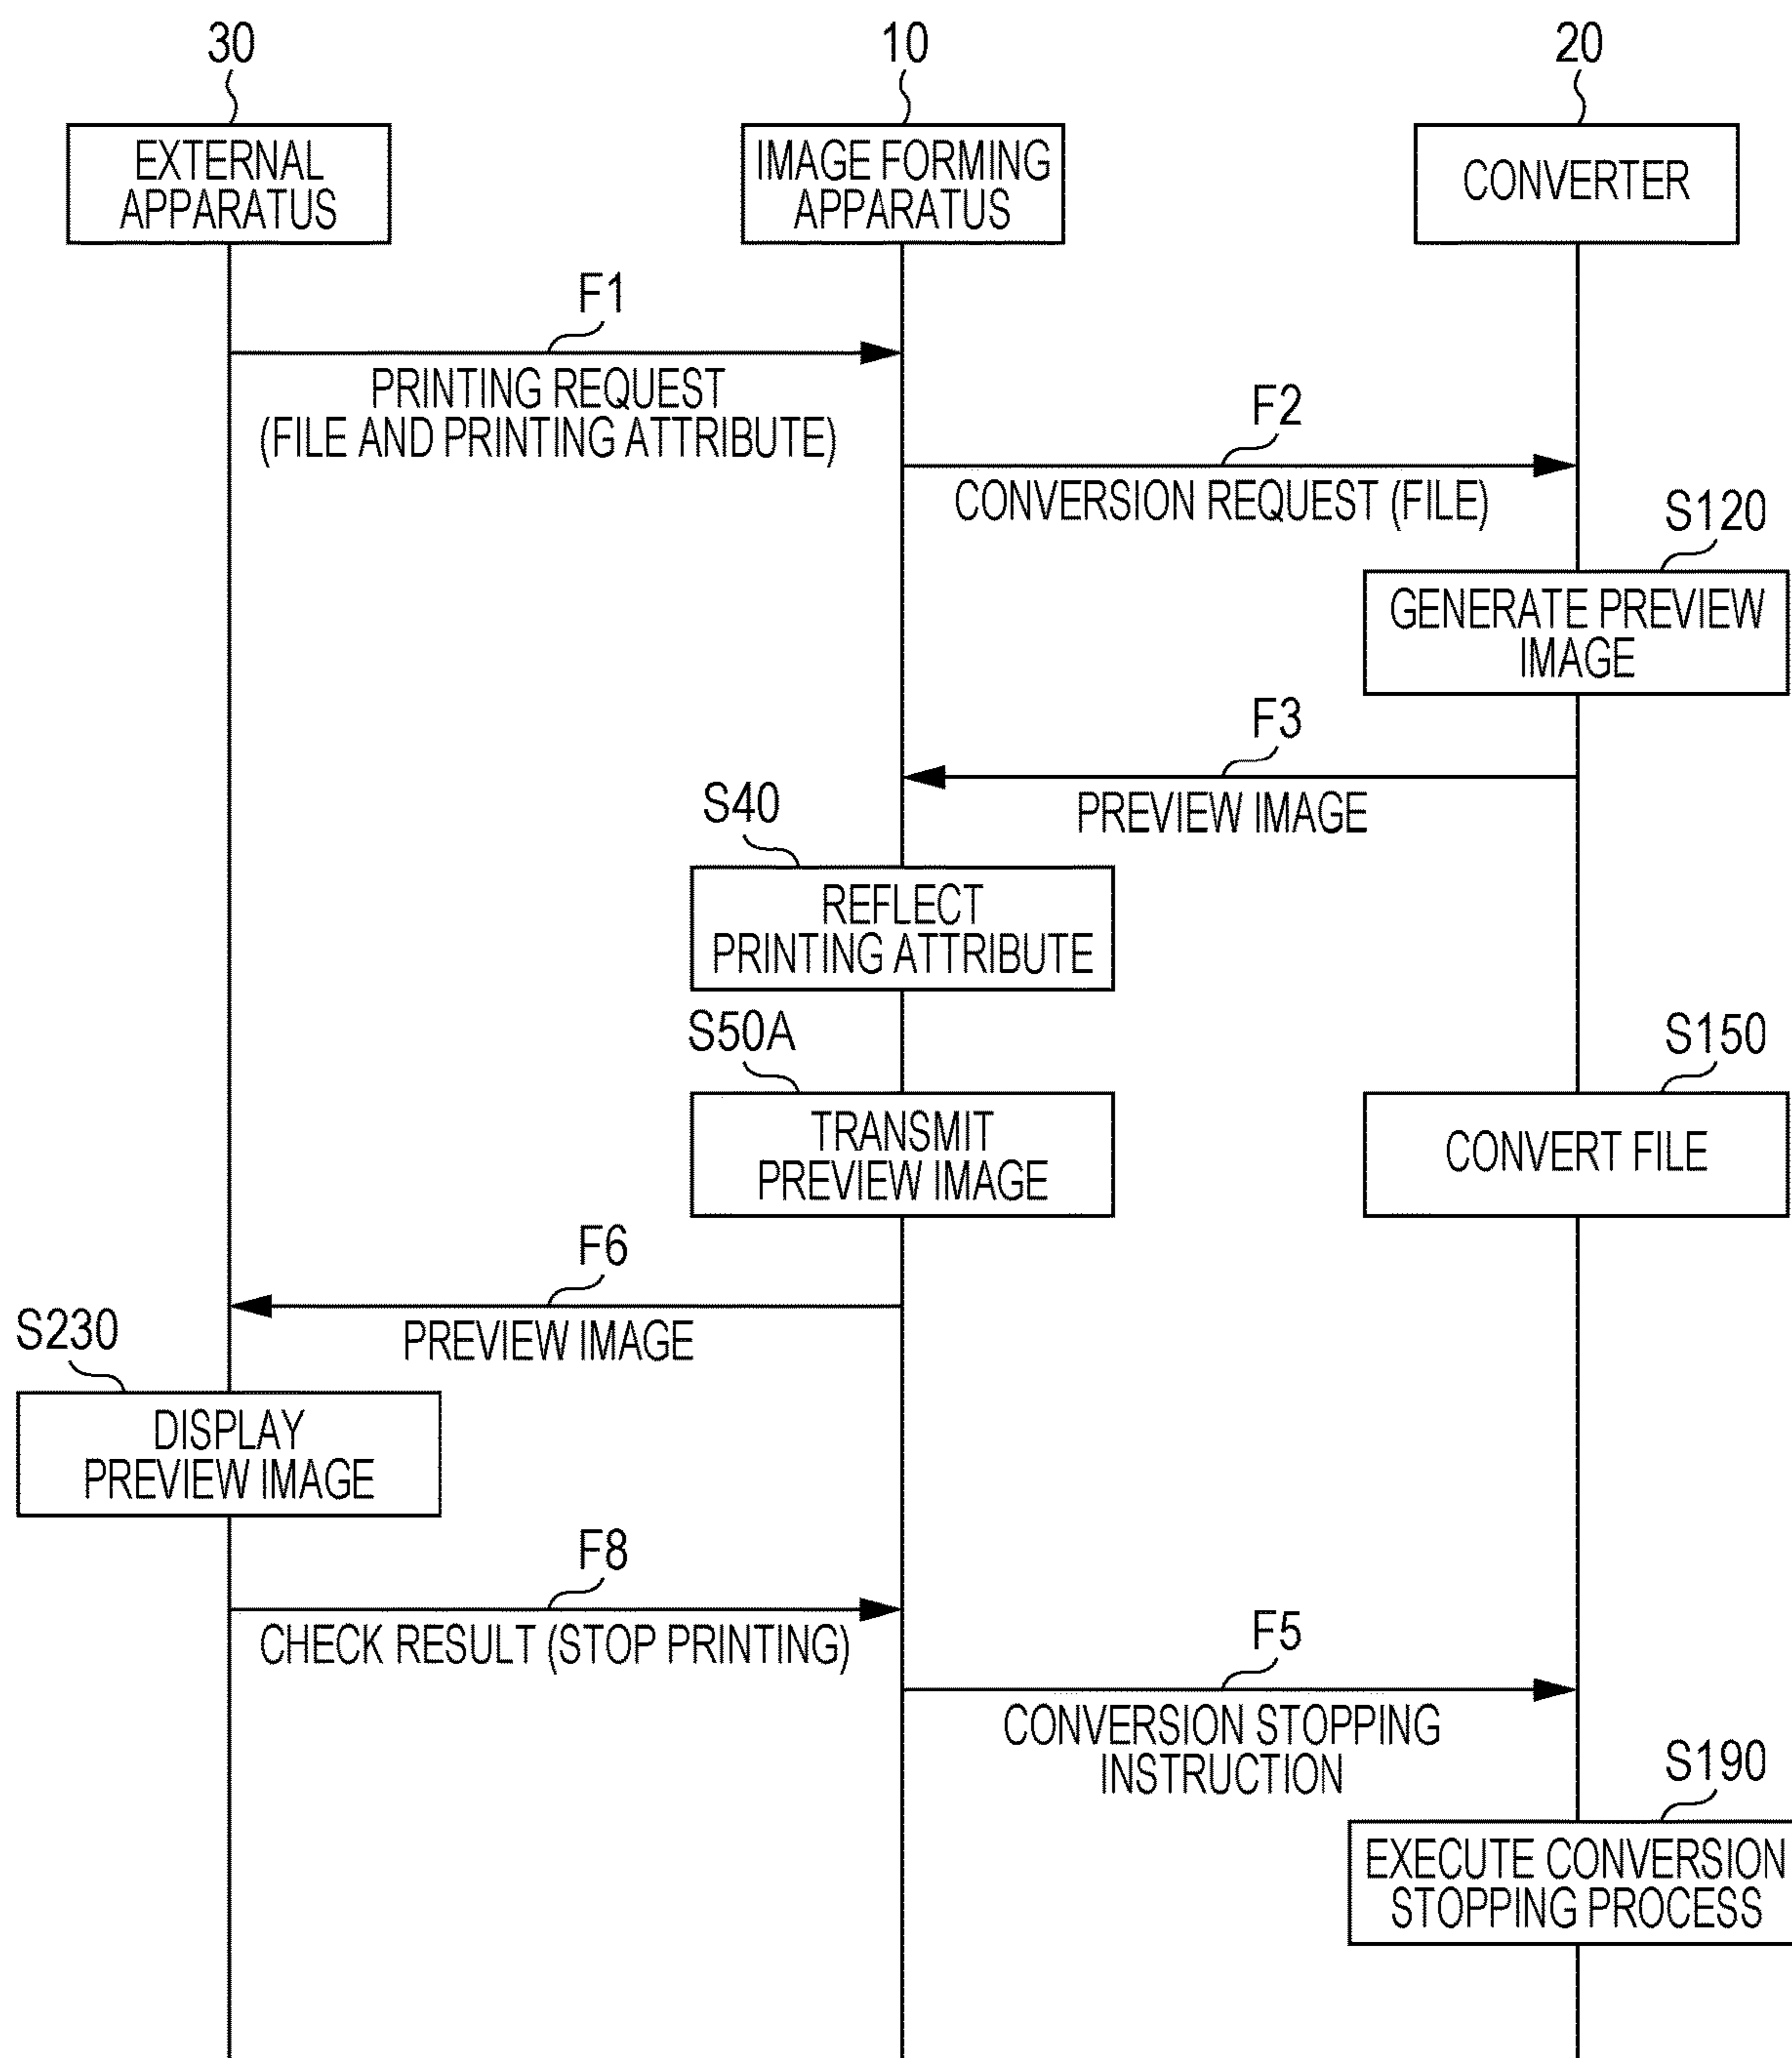 30
10
20
EXTERNAL
APPARATUS
IMAGE FORMING
APPARATUS
CONVERTER
F1
PRINTING REQUEST
(FILE AND PRINTING ATTRIBUTE)
F2
CONVERSION REQUEST (FILE)
S120
GENERATE PREVIEW
IMAGE
F3
PREVIEW IMAGE
S40
REFLECT
PRINTING ATTRIBUTE
S50A
TRANSMIT
PREVIEW IMAGE
S150
CONVERT FILE
F6
PREVIEW IMAGE
S230
DISPLAY
PREVIEW IMAGE
F8
CHECK RESULT (STOP PRINTING)
F5
CONVERSION STOPPING
INSTRUCTION
S190
EXECUTE CONVERSION
STOPPING PROCESS